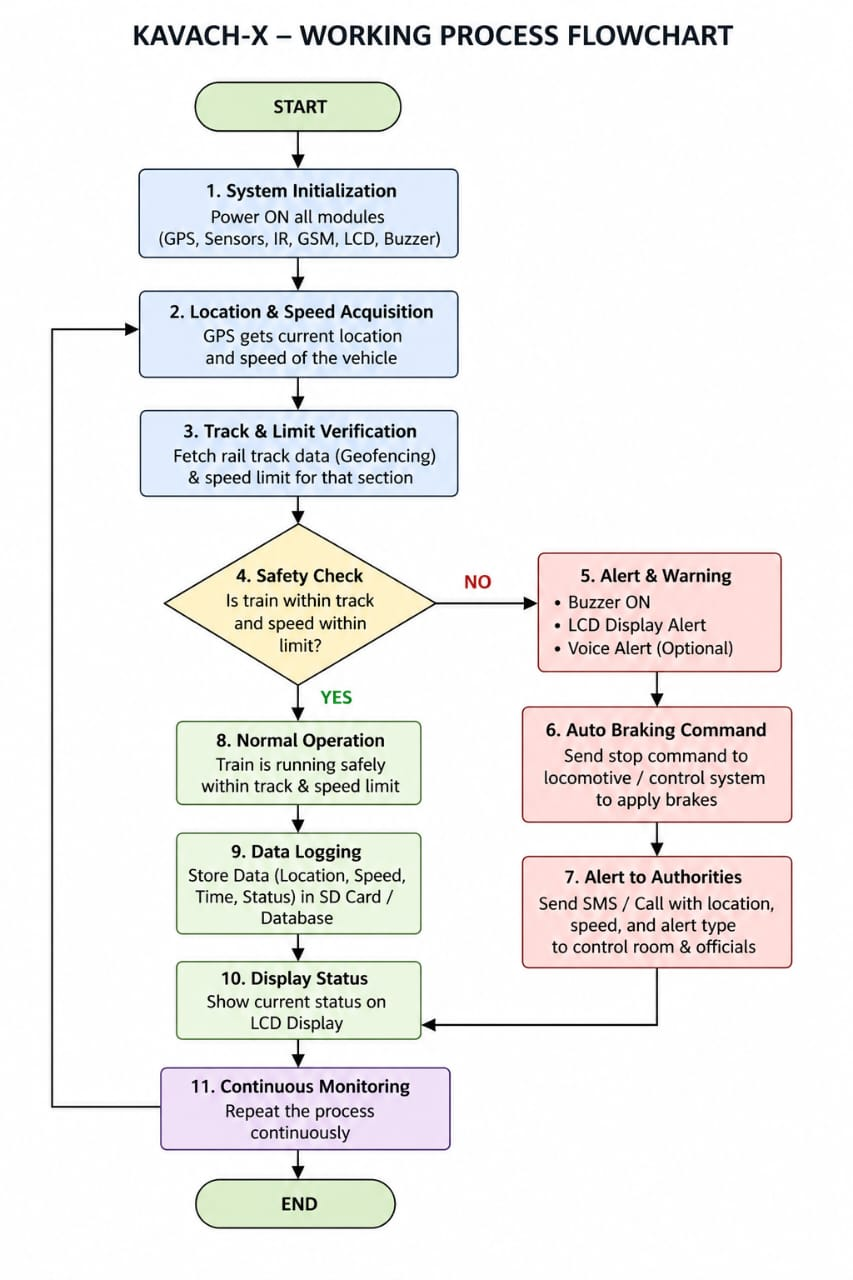 KAVACH-X – WORKING PROCESS FLOWCHART
START
1. System Initialization
Power ON all modules
(GPS, Sensors, IR, GSM, LCD, Buzzer)
2. Location & Speed Acquisition
GPS gets current location
and speed of the vehicle
3. Track & Limit Verification
Fetch rail track data (Geofencing)
& speed limit for that section
4. Safety Check
Is train within track
and speed within
limit?
NO
5. Alert & Warning
• Buzzer ON
• LCD Display Alert
• Voice Alert (Optional)
6. Auto Braking Command
Send stop command to
locomotive / control system
to apply brakes
7. Alert to Authorities
Send SMS / Call with location,
speed, and alert type
to control room & officials
YES
8. Normal Operation
Train is running safely
within track & speed limit
9. Data Logging
Store Data (Location, Speed,
Time, Status) in SD Card /
Database
10. Display Status
Show current status on
LCD Display
11. Continuous Monitoring
Repeat the process
continuously
END